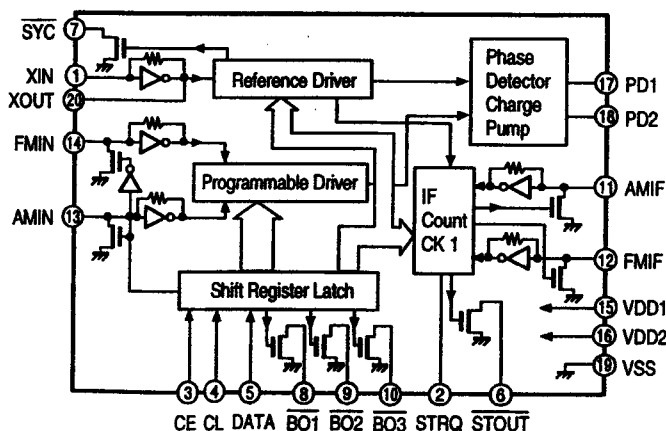 SYC
7
XIN
1
XOUT
20
FMIN
14
AMIN
13
Reference Driver
Programmable Driver
Shift Register Latch
Phase
Detector
Charge
Pump
IF
Count
CK 1
17 PD1
18 PD2
11 AMIF
12 FMIF
15 VDD1
16 VDD2
19 VSS
3 4 5 8 9 10 2 6
CE CL DATA BO1 BO2 BO3 STRQ STOUT